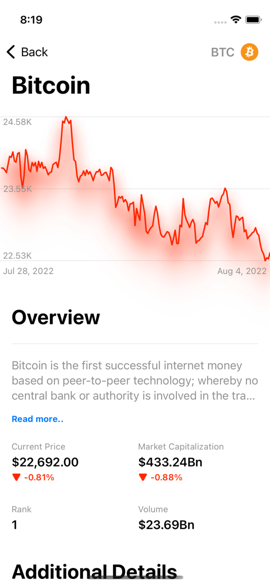 8:19
Back
BTC
Bitcoin
24.58K
23.55K
22.53K
Jul 28, 2022 Aug 4, 2022
Overview
Bitcoin is the first successful internet money
based on peer-to-peer technology; whereby no
central bank or authority is involved in the tra...
Read more..
Current Price Market Capitalization
$22,692.00 $433.24Bn
-0.81% -0.88%
Rank Volume
1 $23.69Bn
Additional Details